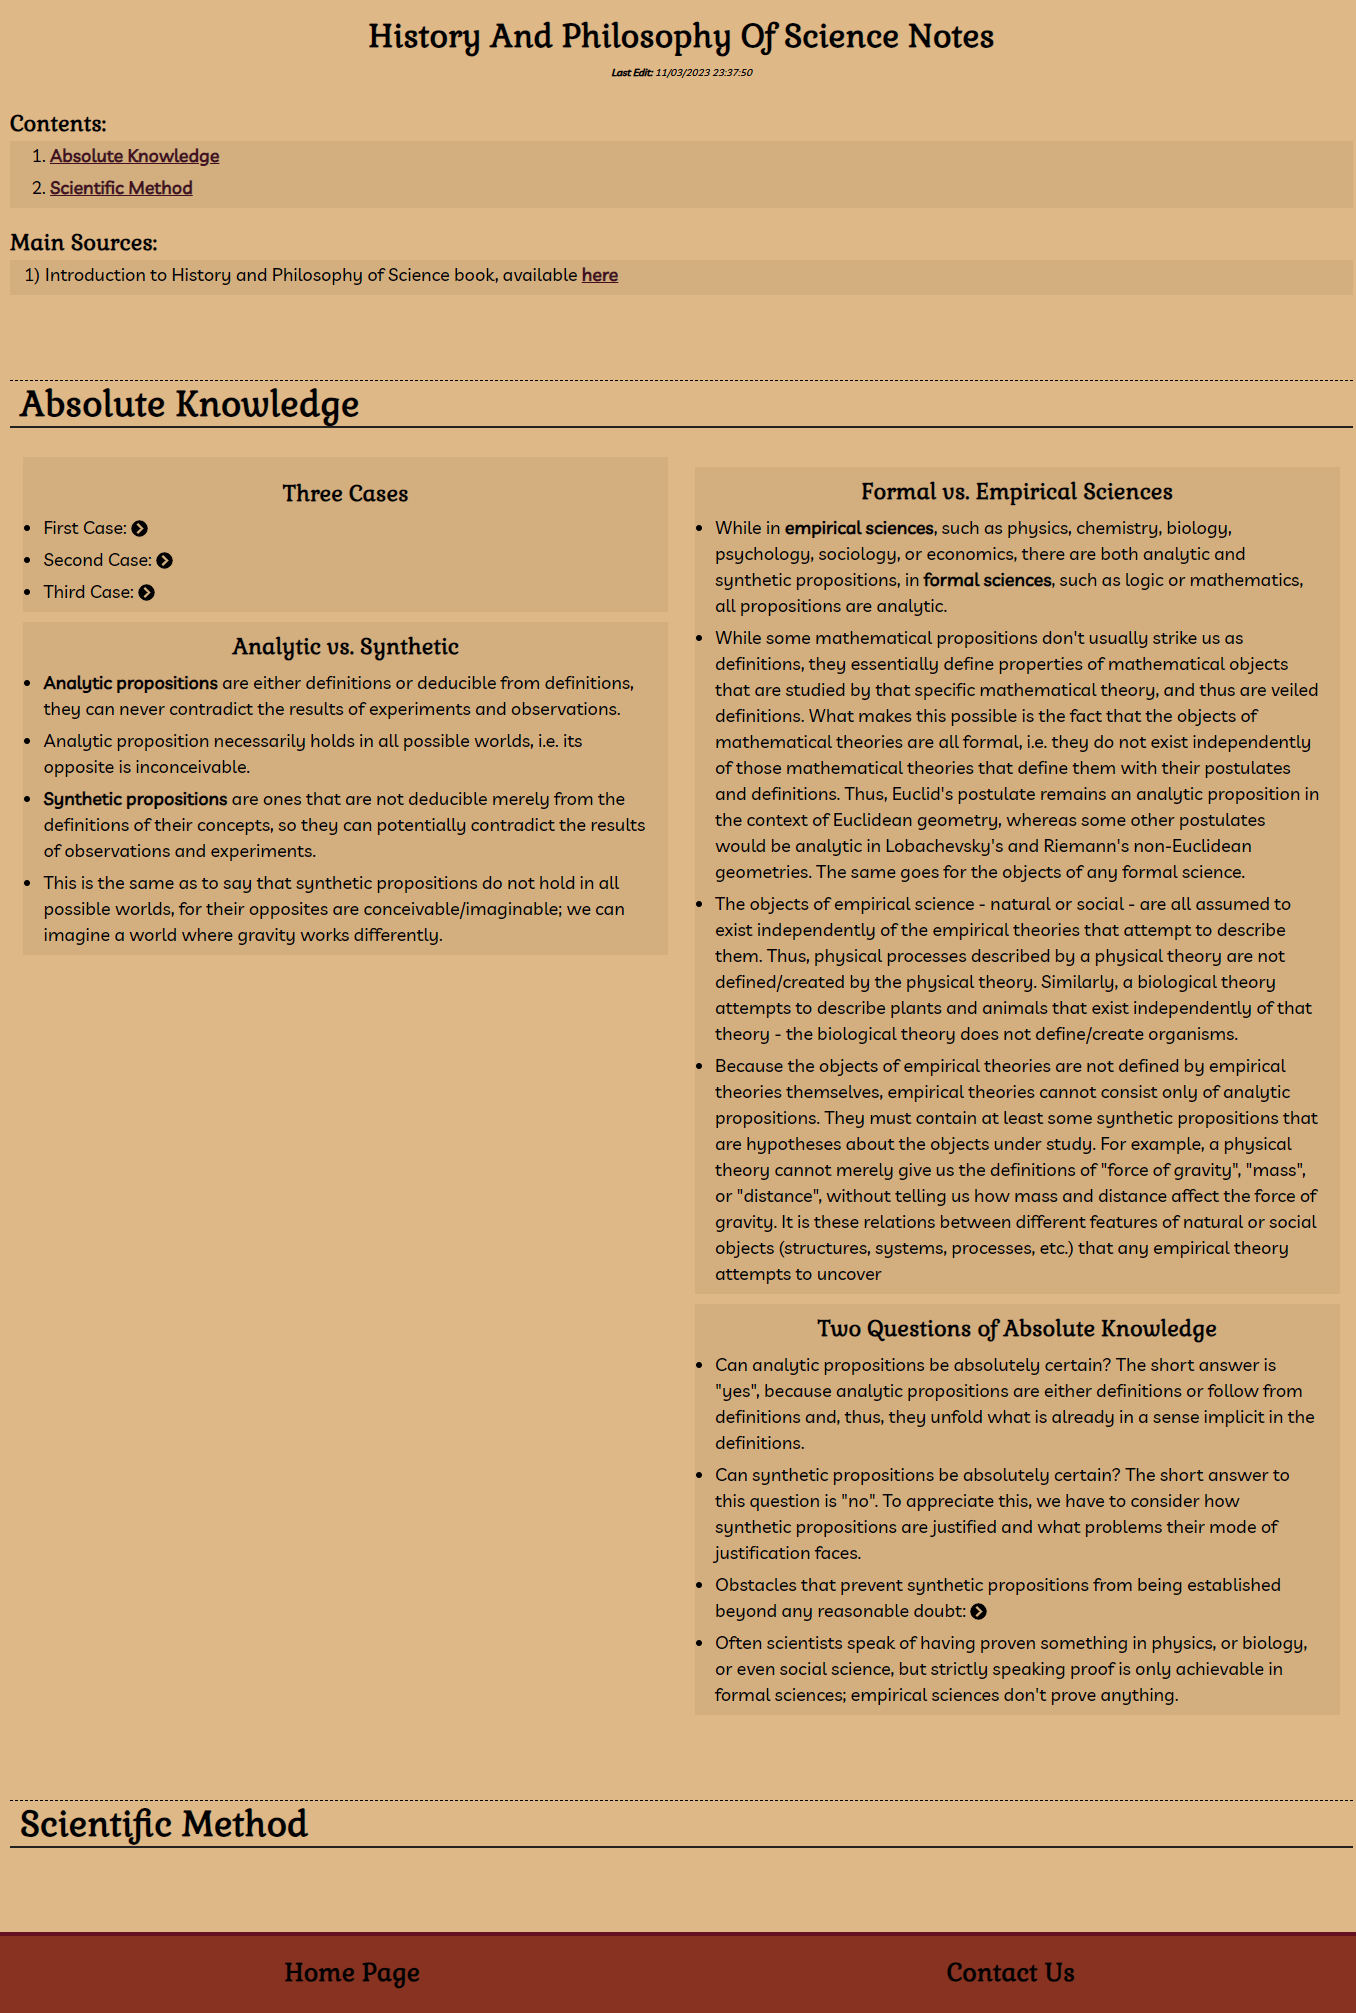 History And Philosophy Of Science Notes
Last Edit: 11/03/2023 23:37:50
Contents:
1. Absolute Knowledge
2. Scientific Method
Main Sources:
1) Introduction to History and Philosophy of Science book, available here
Absolute Knowledge
Three Cases
• First Case:
• Second Case:
• Third Case:
Analytic vs. Synthetic
• Analytic propositions are either definitions or deducible from definitions,
they can never contradict the results of experiments and observations.
• Analytic proposition necessarily holds in all possible worlds, i.e. its
opposite is inconceivable.
• Synthetic propositions are ones that are not deducible merely from the
definitions of their concepts, so they can potentially contradict the results
of observations and experiments.
• This is the same as to say that synthetic propositions do not hold in all
possible worlds, for their opposites are conceivable/imaginable; we can
imagine a world where gravity works differently.
Formal vs. Empirical Sciences
• While in empirical sciences, such as physics, chemistry, biology,
psychology, sociology, or economics, there are both analytic and
synthetic propositions, in formal sciences, such as logic or mathematics,
all propositions are analytic.
• While some mathematical propositions don't usually strike us as
definitions, they essentially define properties of mathematical objects
that are studied by that specific mathematical theory, and thus are veiled
definitions. What makes this possible is the fact that the objects of
mathematical theories are all formal, i.e. they do not exist independently
of those mathematical theories that define them with their postulates
and definitions. Thus, Euclid's postulate remains an analytic proposition in
the context of Euclidean geometry, whereas some other postulates
would be analytic in Lobachevsky's and Riemann's non-Euclidean
geometries. The same goes for the objects of any formal science.
• The objects of empirical science - natural or social - are all assumed to
exist independently of the empirical theories that attempt to describe
them. Thus, physical processes described by a physical theory are not
defined/created by the physical theory. Similarly, a biological theory
attempts to describe plants and animals that exist independently of that
theory - the biological theory does not define/create organisms.
• Because the objects of empirical theories are not defined by empirical
theories themselves, empirical theories cannot consist only of analytic
propositions. They must contain at least some synthetic propositions that
are hypotheses about the objects under study. For example, a physical
theory cannot merely give us the definitions of "force of gravity", "mass",
or "distance", without telling us how mass and distance affect the force of
gravity. It is these relations between different features of natural or social
objects (structures, systems, processes, etc.) that any empirical theory
attempts to uncover
Two Questions of Absolute Knowledge
• Can analytic propositions be absolutely certain? The short answer is
"yes", because analytic propositions are either definitions or follow from
definitions and, thus, they unfold what is already in a sense implicit in the
definitions.
• Can synthetic propositions be absolutely certain? The short answer to
this question is "no". To appreciate this, we have to consider how
synthetic propositions are justified and what problems their mode of
justification faces.
• Obstacles that prevent synthetic propositions from being established
beyond any reasonable doubt:
• Often scientists speak of having proven something in physics, or biology,
or even social science, but strictly speaking proof is only achievable in
formal sciences; empirical sciences don't prove anything.
Scientific Method
Home Page
Contact Us